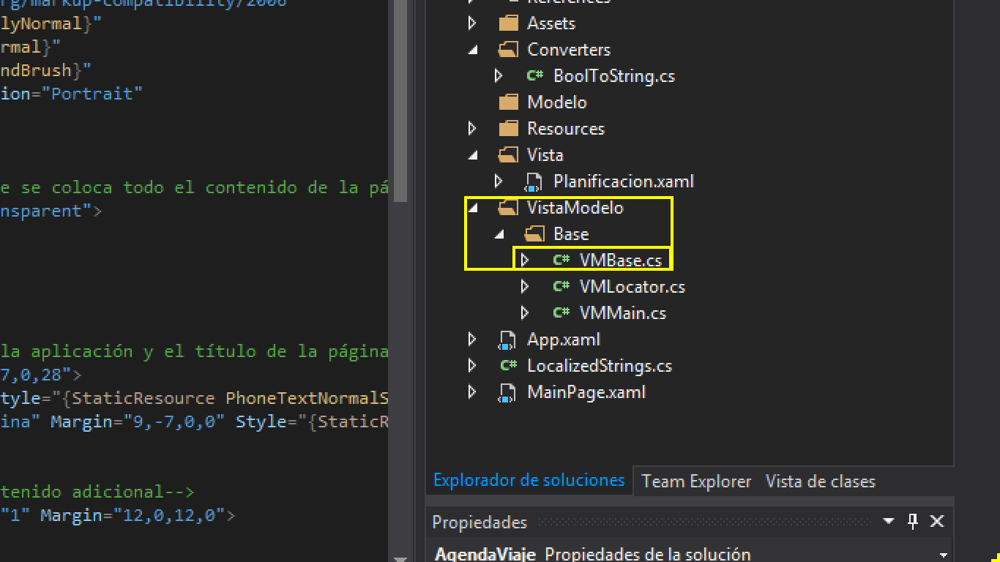 rg/markup-compatibility/2006
lyNormal}"
rmal}"
ndBrush}"
ion="Portrait"
e se coloca todo el contenido de la pá
nsparent">
la aplicación y el título de la página
7,0,28">
tyle="{StaticResource PhoneTextNormalS
ina" Margin="9,-7,0,0" Style="{StaticR
tenido adicional-->
"1" Margin="12,0,12,0">
References
Assets
Converters
C# BoolToString.cs
Modelo
Resources
Vista
Planificacion.xaml
VistaModelo
Base
C# VMBase.cs
C# VMLocator.cs
C# VMMain.cs
App.xaml
C# LocalizedStrings.cs
MainPage.xaml
Explorador de soluciones Team Explorer Vista de clases
Propiedades
AgendaViaje Propiedades de la solución